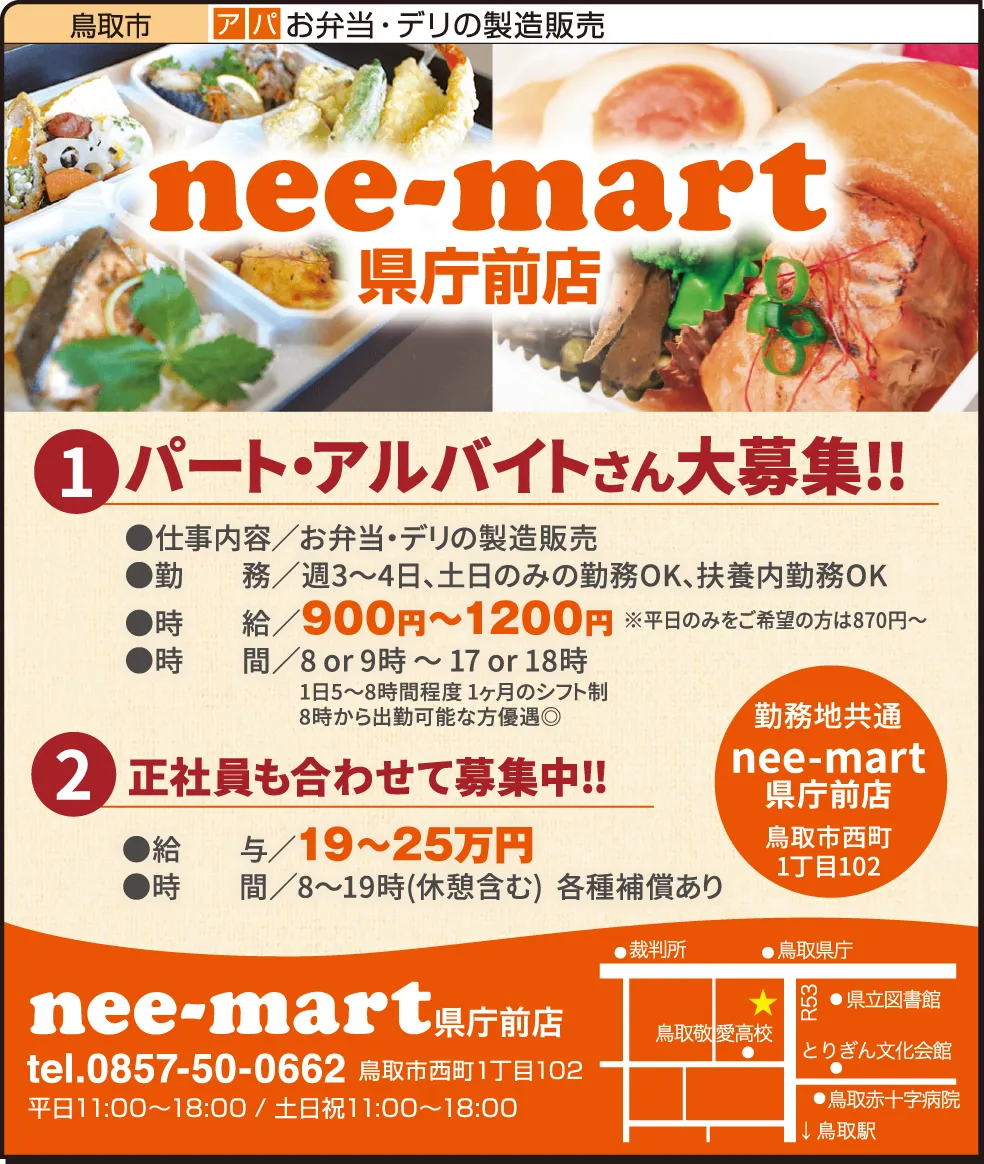 鳥取市 アパ お弁当・デリの製造販売
nee-mart
県庁前店
1 パート・アルバイトさん大募集!!
●仕事内容／お弁当・デリの製造販売
●勤　務／週3～4日、土日のみの勤務OK、扶養内勤務OK
●時　給／900円～1200円 ※平日のみをご希望の方は870円～
●時　間／8 or 9時 ～ 17 or 18時
1日5～8時間程度 1ヶ月のシフト制
8時から出勤可能な方優遇◎
2 正社員も合わせて募集中!!
●給　与／19～25万円
●時　間／8～19時(休憩含む) 各種補償あり
勤務地共通
nee-mart
県庁前店
鳥取市西町
1丁目102
nee-mart県庁前店
tel.0857-50-0662 鳥取市西町1丁目102
平日11:00～18:00 / 土日祝11:00～18:00
●裁判所
●鳥取県庁
R53
●県立図書館
鳥取敬愛高校
とりぎん文化会館
●鳥取赤十字病院
↓鳥取駅